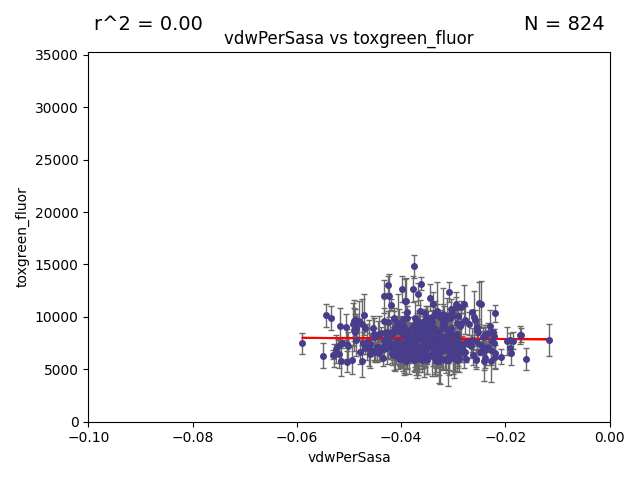 r^2 = 0.00
N = 824
vdwPerSasa vs toxgreen_fluor
35000
30000
25000
20000
15000
10000
5000
0
toxgreen_fluor
−0.10
−0.08
−0.06
−0.04
−0.02
0.00
vdwPerSasa